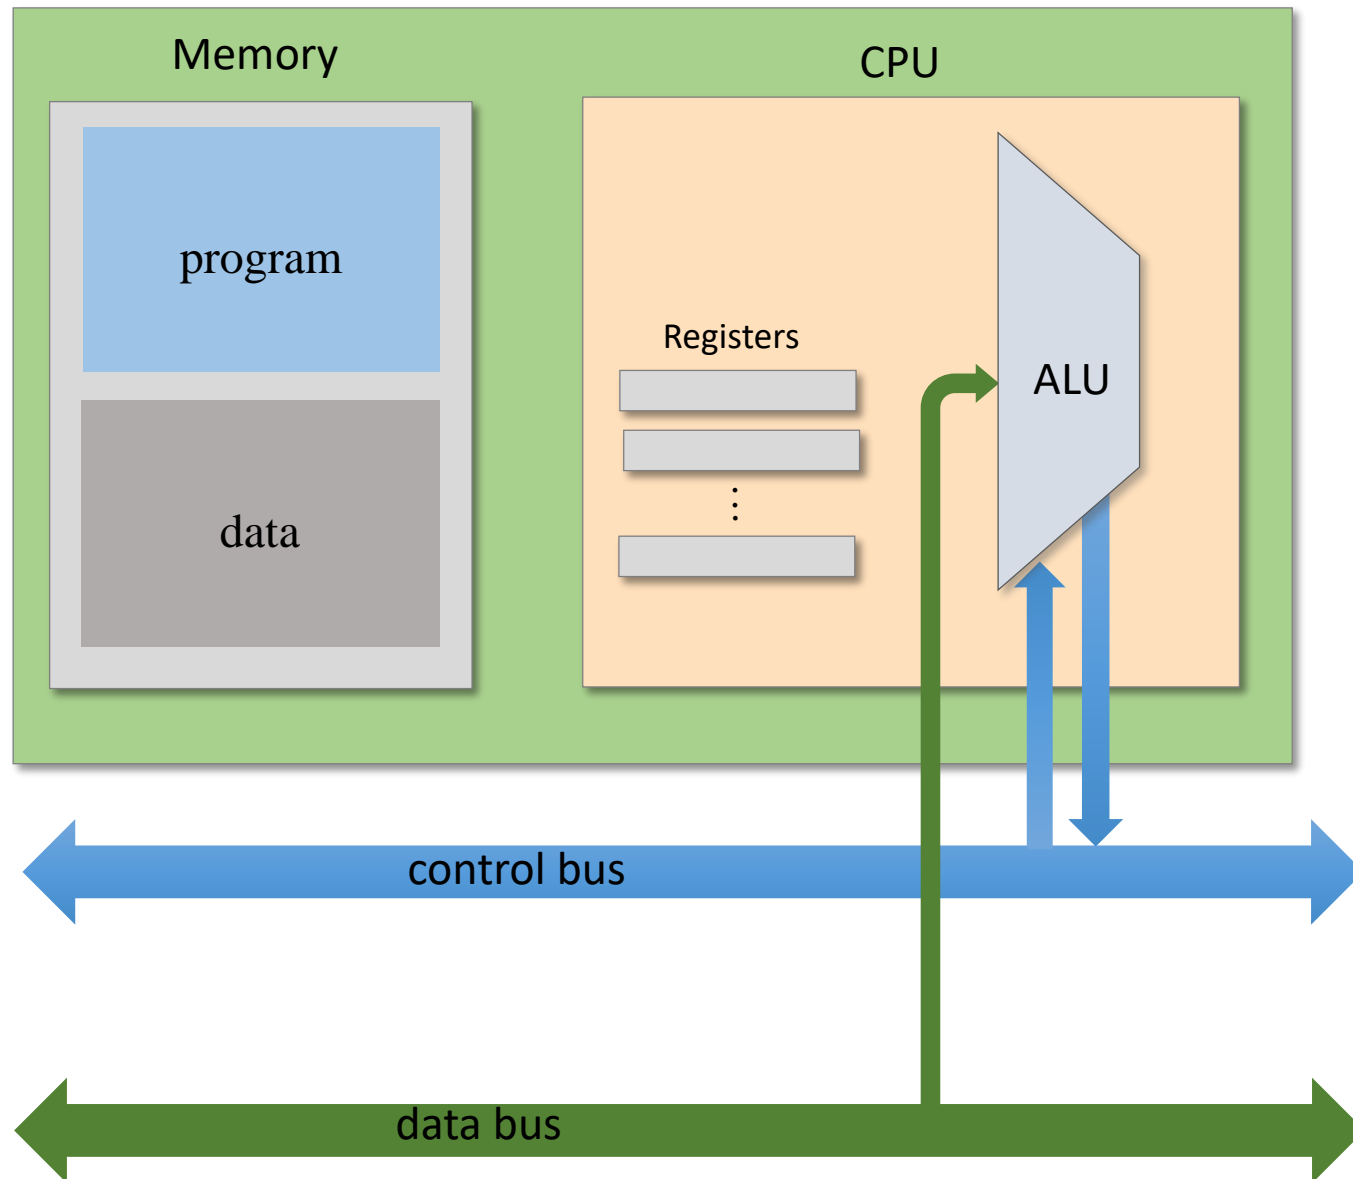 Memory
CPU
program
Registers
ALU
data
⋮
control bus
data bus